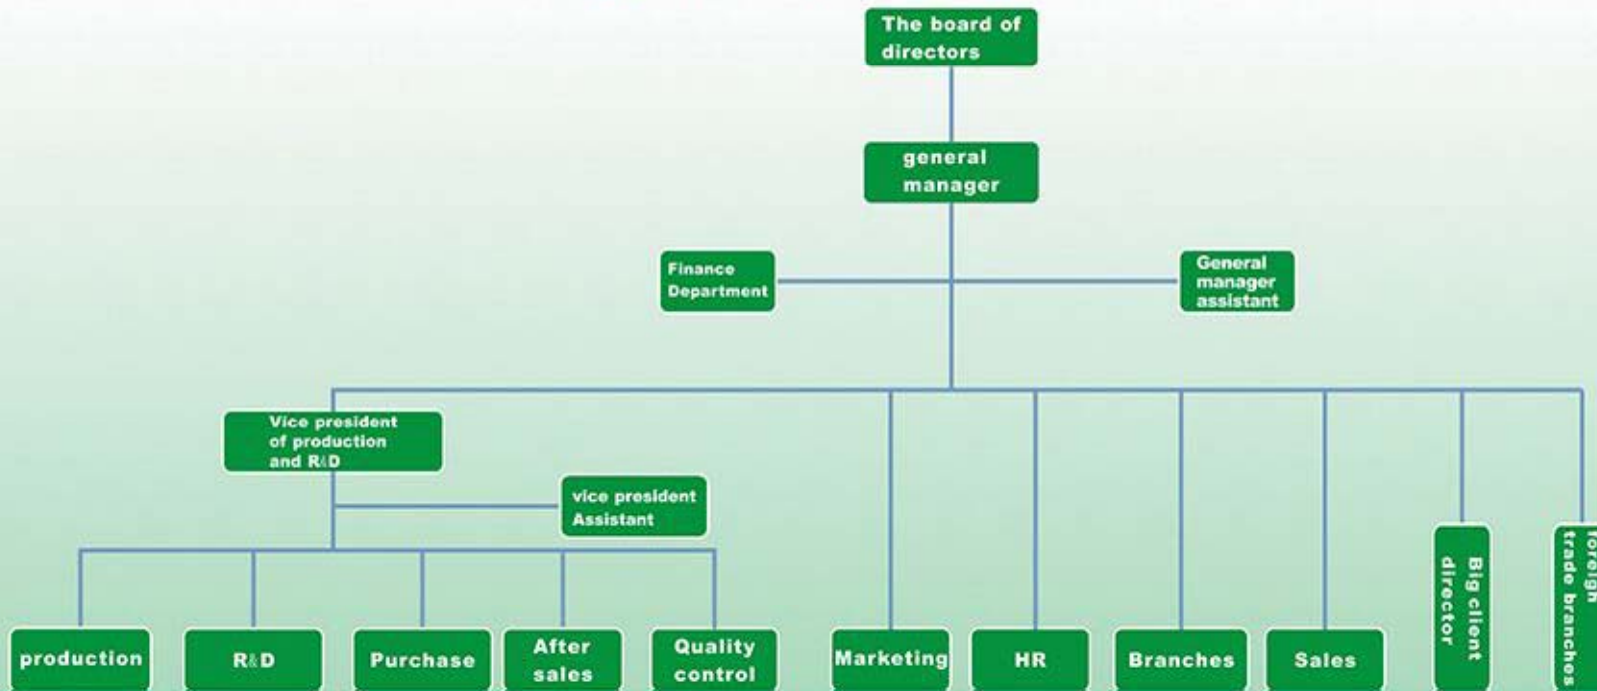 The board of
directors
general
manager
Finance
Department
General
manager
assistant
Vice president
of production
and R&D
vice president
Assistant
production
R&D
Purchase
After
sales
Quality
control
Marketing
HR
Branches
Sales
Big client
director
foreign
trade branches